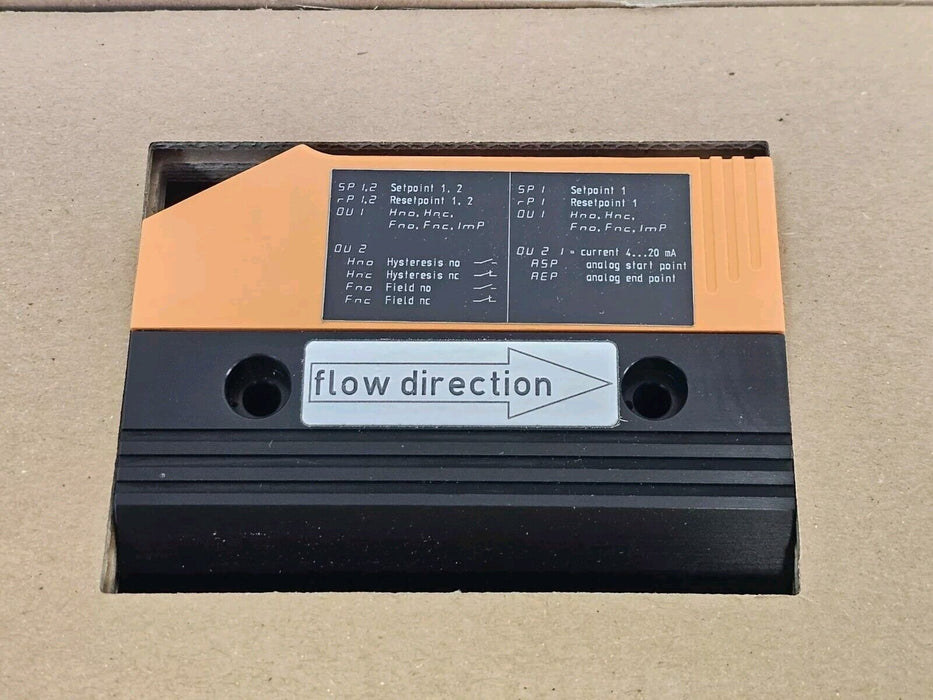 SP 1,2 Setpoint 1, 2
rP 1,2 Resetpoint 1, 2
OU 1 Hno, Hnc,
Fno, Fnc, ImP
OU 2
Hno Hysteresis no
Hnc Hysteresis nc
Fno Field no
Fnc Field nc
SP 1 Setpoint 1
rP 1 Resetpoint 1
OU 1 Hno, Hnc,
Fno, Fnc, ImP
OU 2 I = current 4...20 mA
ASP analog start point
AEP analog end point
flow direction